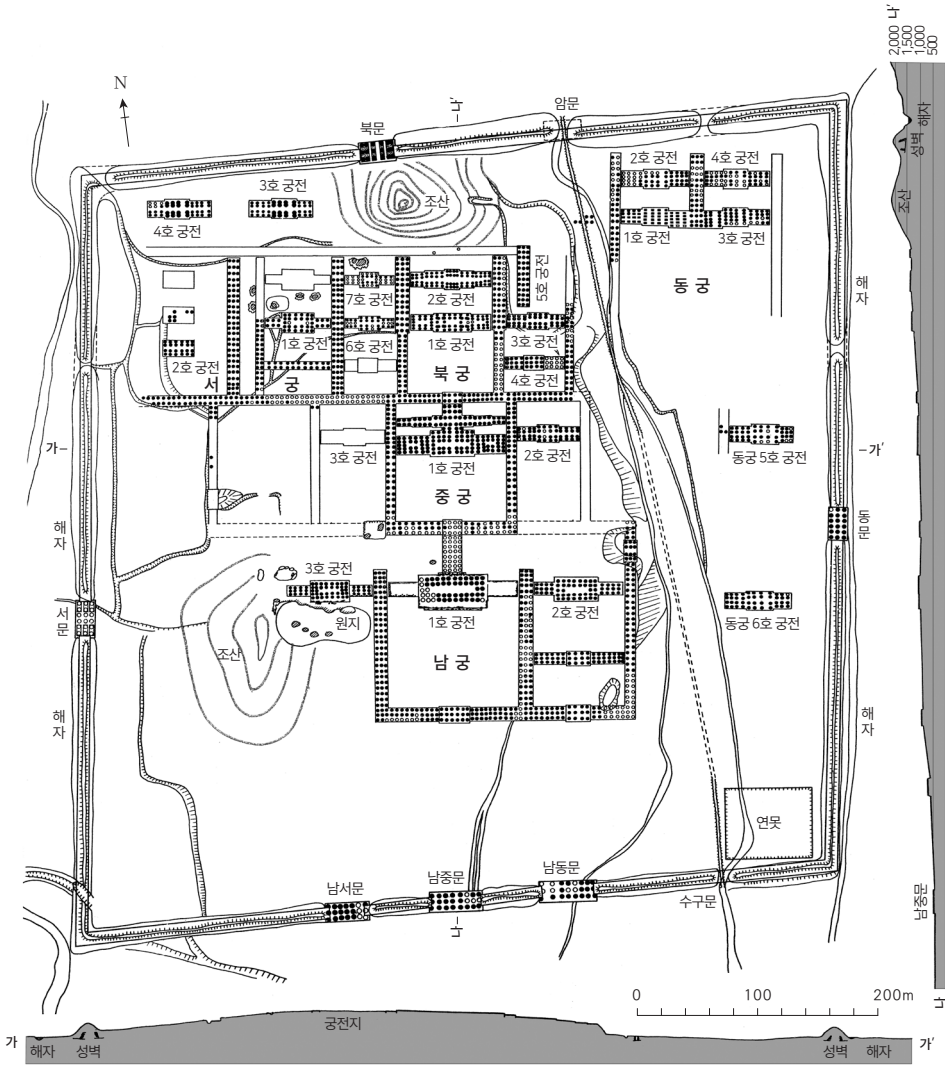 나′
2,000
1,500
1,000
500
N
나′
암문
북문
해자
성벽
조산
2호 궁전
4호 궁전
3호 궁전
조산
4호 궁전
1호 궁전
3호 궁전
5호 궁전
7호 궁전
2호 궁전
동 궁
해자
1호 궁전
6호 궁전
1호 궁전
3호 궁전
2호 궁전
서 궁
북 궁
4호 궁전
가
가′
3호 궁전
1호 궁전
2호 궁전
동궁 5호 궁전
중 궁
해자
동문
3호 궁전
서문
원지
1호 궁전
2호 궁전
동궁 6호 궁전
조산
남 궁
해자
해자
연못
남서문
남중문
남동문
수구문
남중문
나
0 100 200m
나
궁전지
가
해자
성벽
성벽
해자
가′